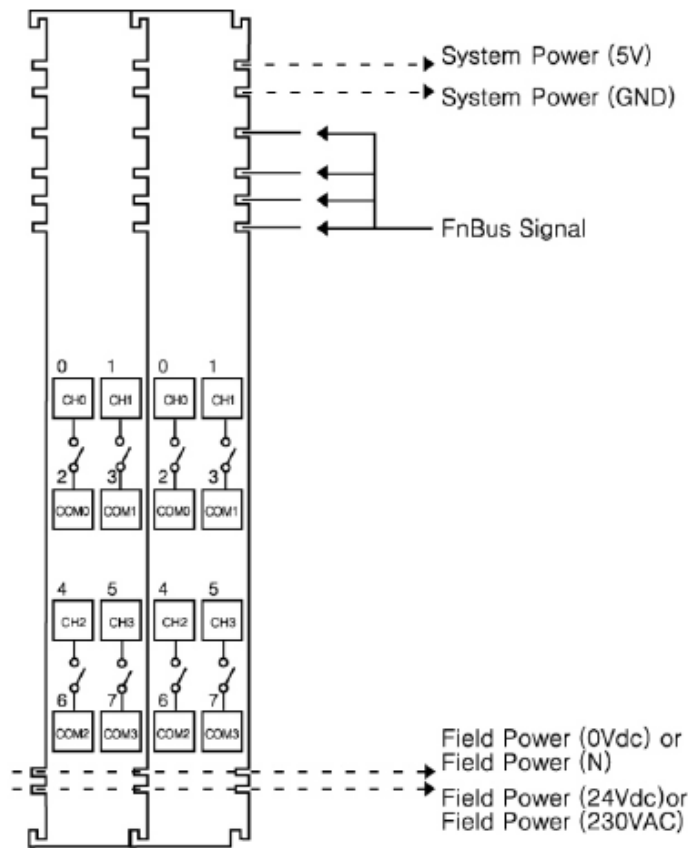 System Power (5V)
System Power (GND)
FnBus Signal
0 1 0 1
CH0 CH1 CH0 CH1
2 3 2 3
COM0 COM1 COM0 COM1
4 5 4 5
CH2 CH3 CH2 CH3
6 7 6 7
COM2 COM3 COM2 COM3
Field Power (0Vdc) or
Field Power (N)
Field Power (24Vdc)or
Field Power (230VAC)